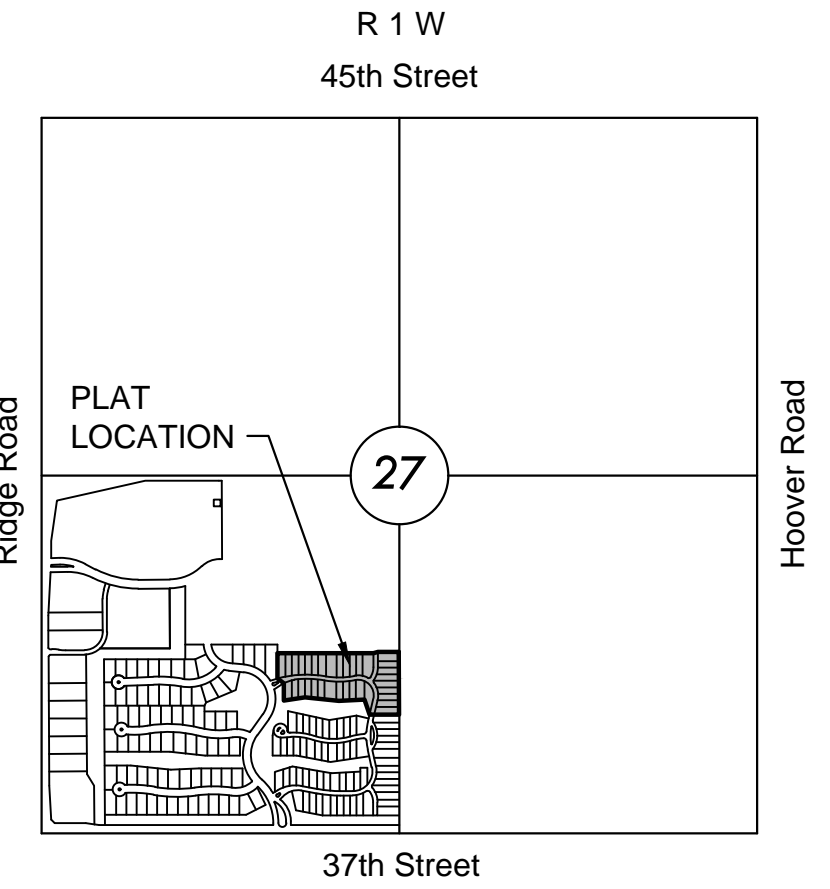 R 1 W
45th Street
PLAT
LOCATION
27
Ridge Road
Hoover Road
37th Street